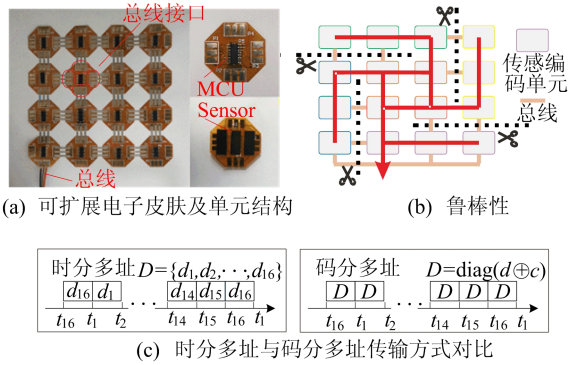 总线接口
P1
P4
P2
MCU
Sensor
总线
传感编
码单元
总线
(a) 可扩展电子皮肤及单元结构
(b) 鲁棒性
时分多址 D={d₁,d₂,···,d₁₆}
d₁₆ d₁ ··· d₁₄ d₁₅ d₁₆
t₁₆ t₁ t₂ t₁₄ t₁₅ t₁₆ t₁
码分多址 D=diag(d⊕c)
D D ··· D D D
t₁₆ t₁ t₂ t₁₄ t₁₅ t₁₆ t₁
(c) 时分多址与码分多址传输方式对比